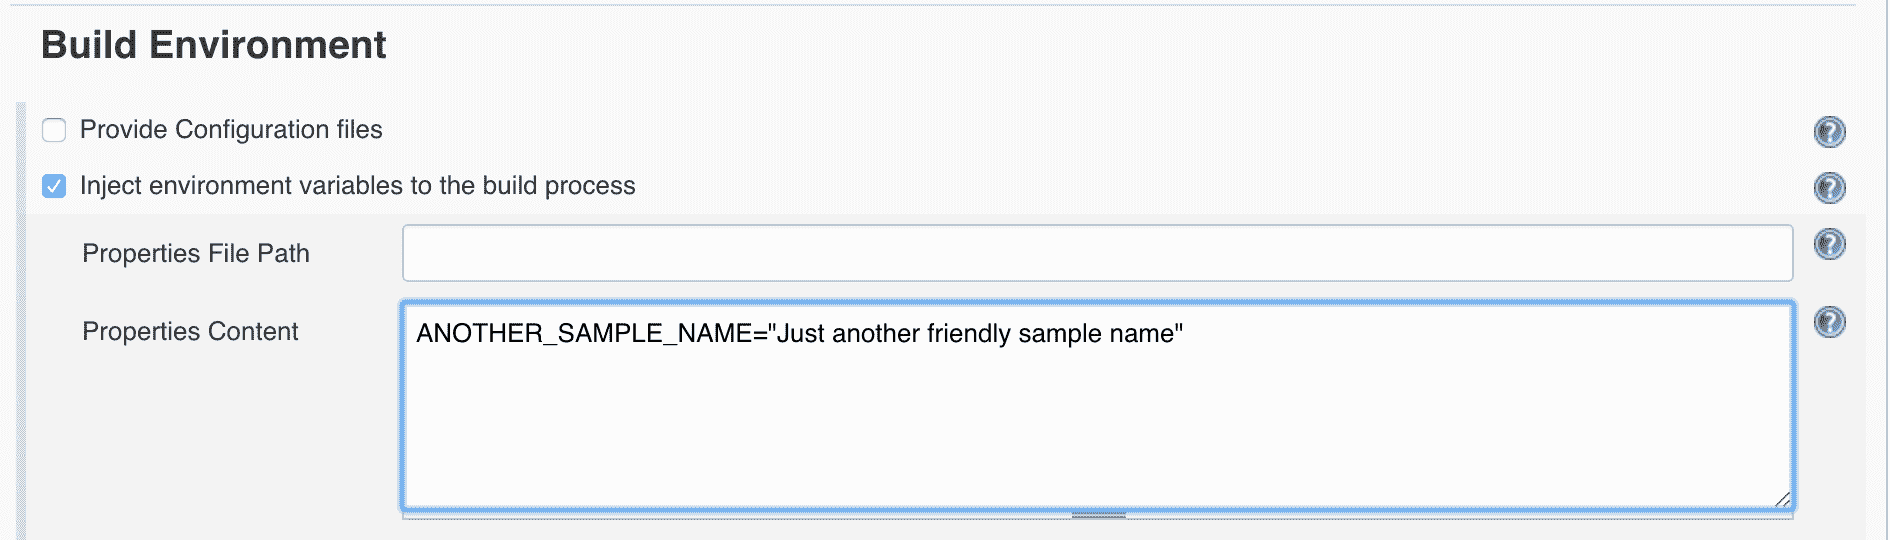 Build Environment
Provide Configuration files
Inject environment variables to the build process
Properties File Path
Properties Content
ANOTHER_SAMPLE_NAME="Just another friendly sample name"